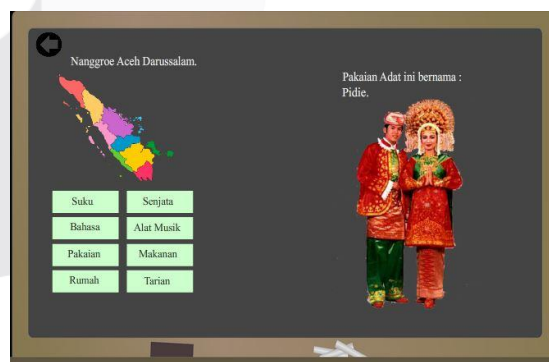 Nanggroe Aceh Darussalam.
Pakaian Adat ini bernama :
Pidie.
Suku
Senjata
Bahasa
Alat Musik
Pakaian
Makanan
Rumah
Tarian